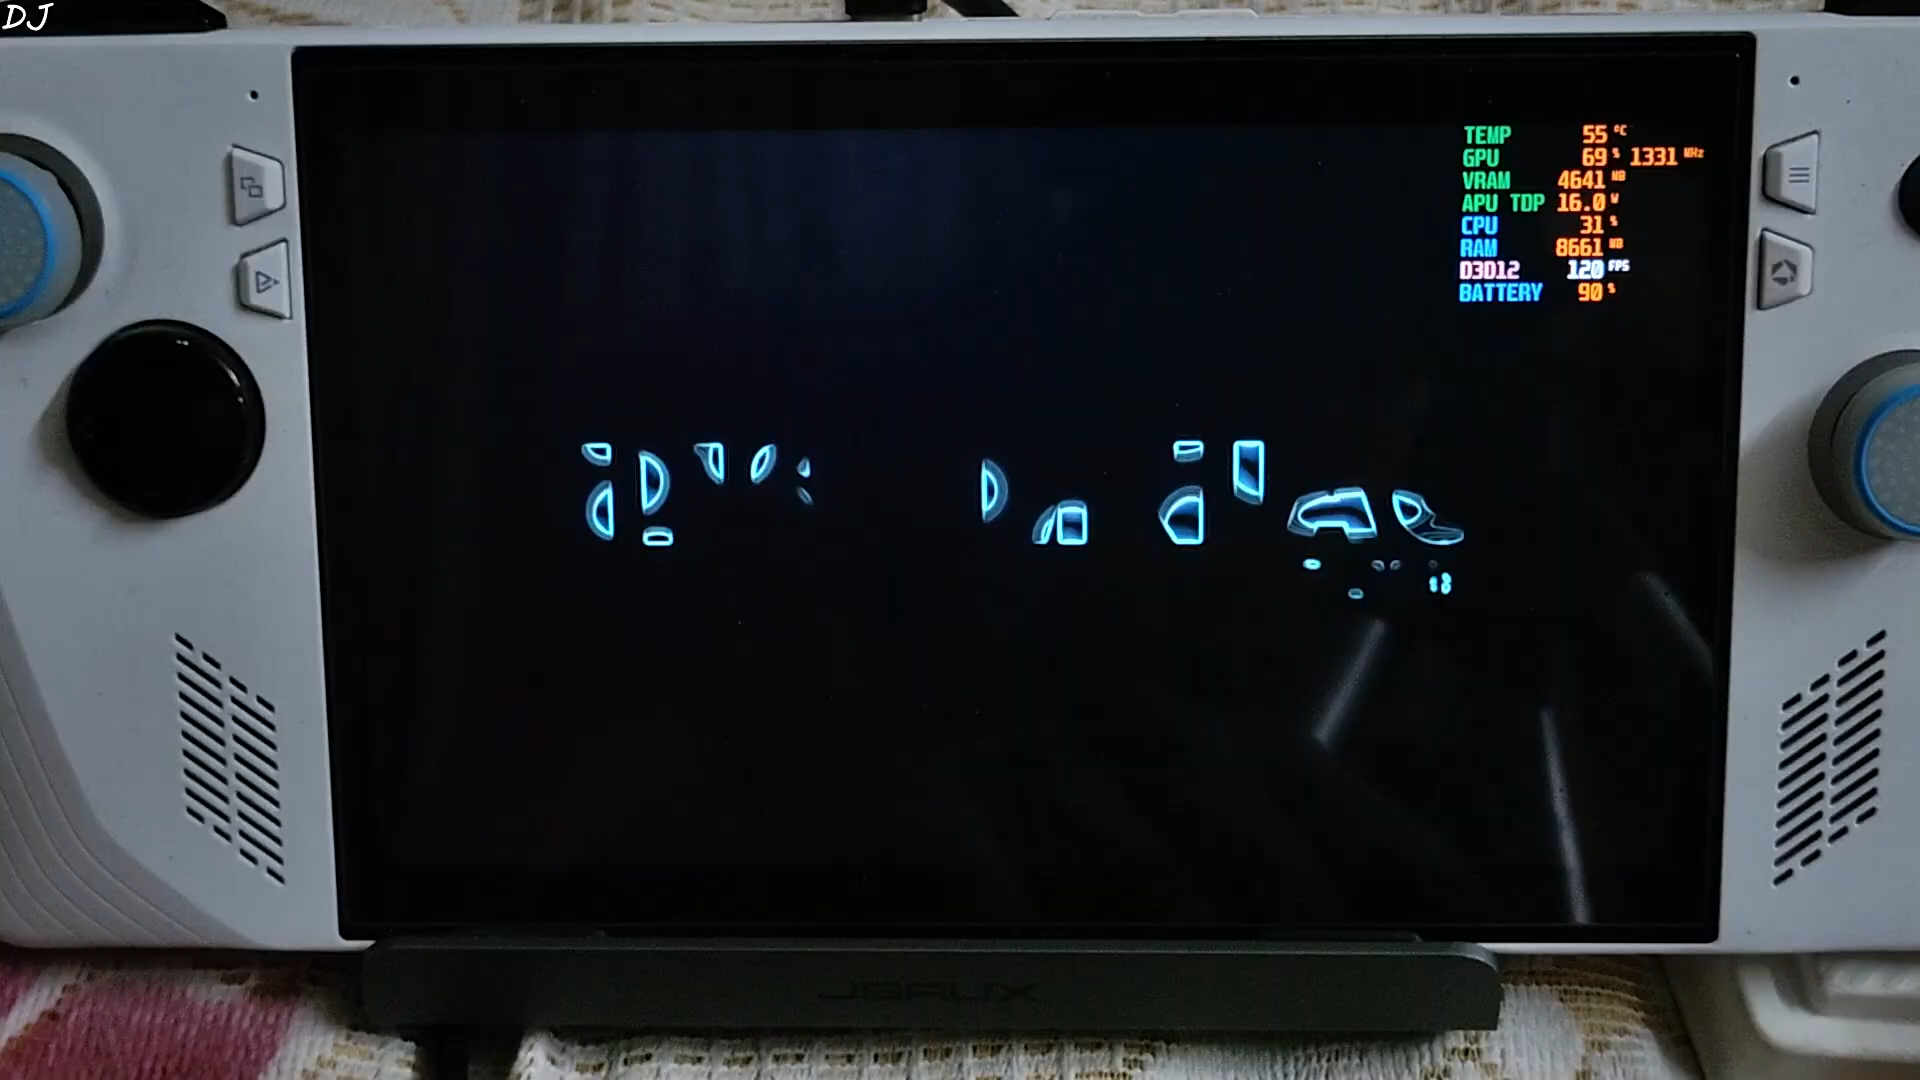 DJ
TEMP 55 °C
GPU 69 % 1331 MHz
VRAM 4641 MB
APU TDP 16.0 W
CPU 31 %
RAM 8661 MB
D3D12 120 FPS
BATTERY 90 %
JSAUX